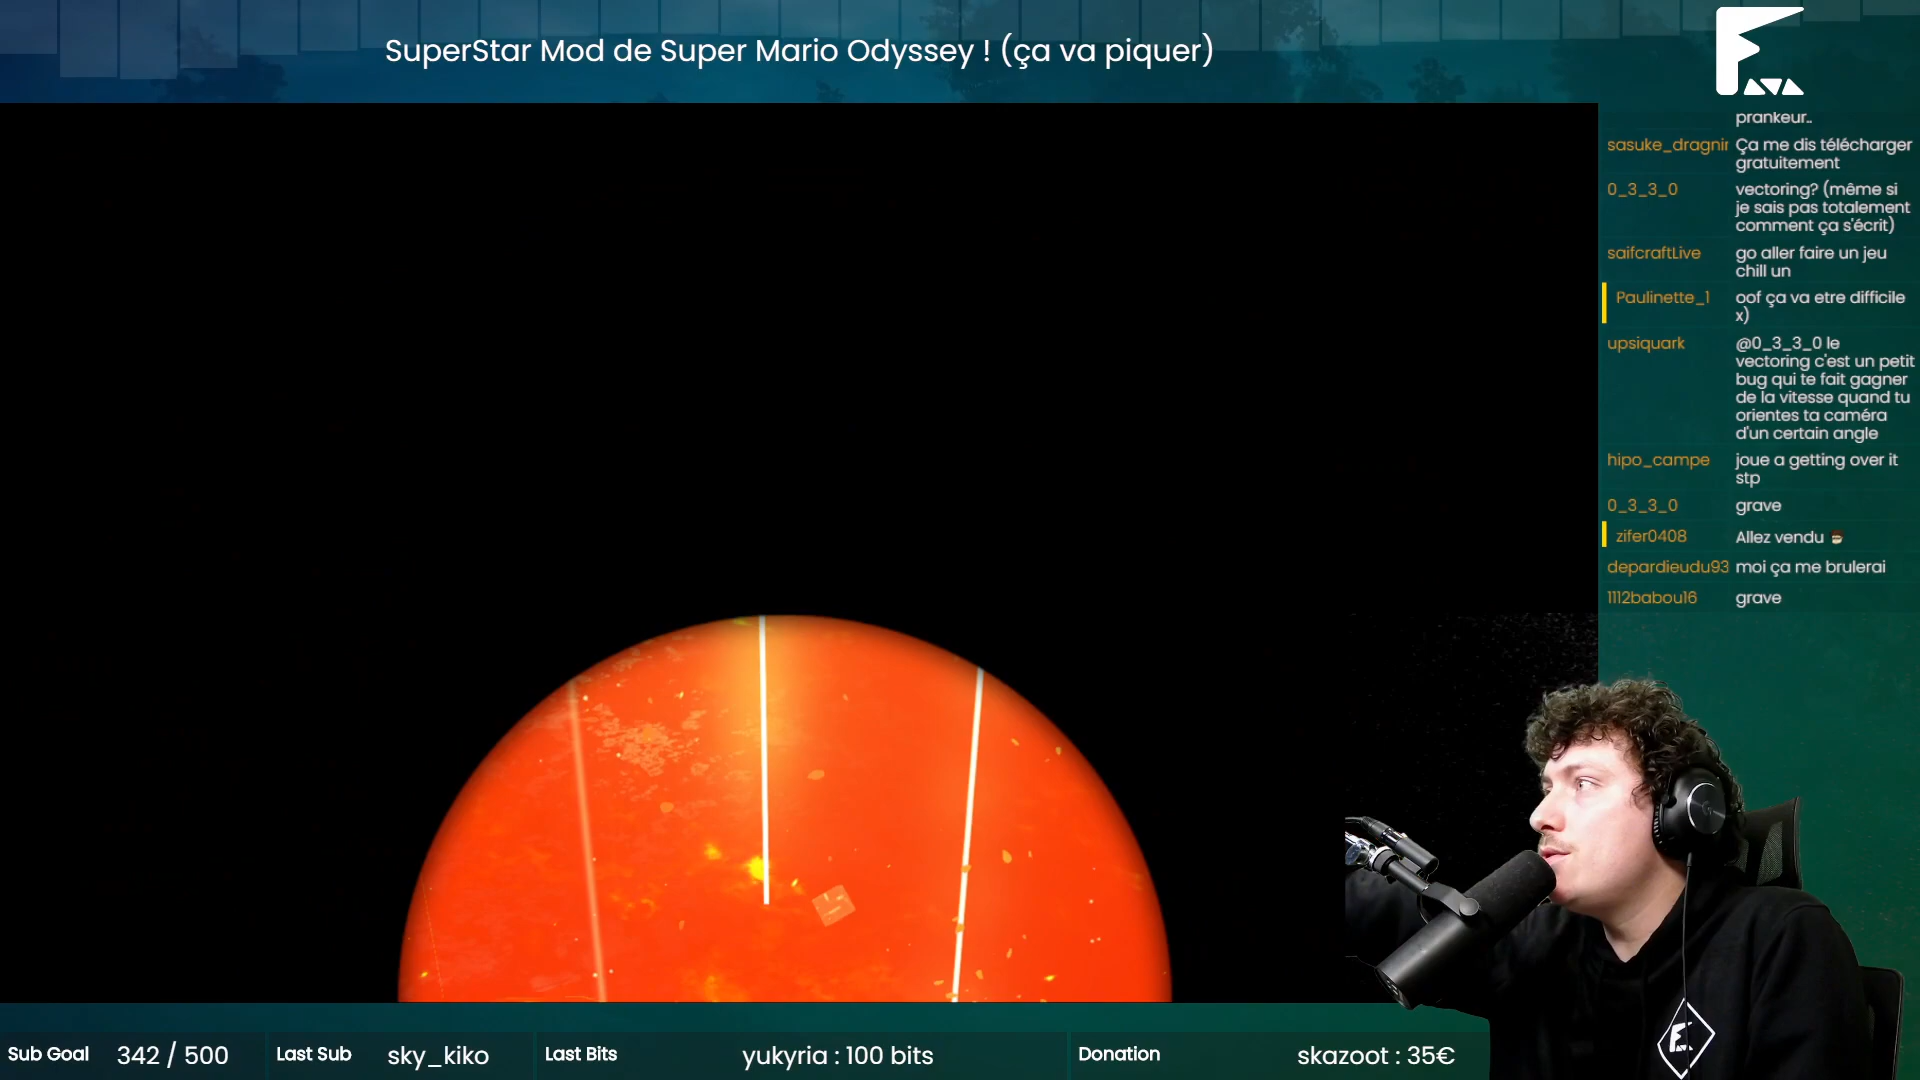 SuperStar Mod de Super Mario Odyssey ! (ça va piquer)
prankeur..
sasuke_dragnir Ça me dis télécharger
gratuitement
0_3_3_0 vectoring? (même si
je sais pas totalement
comment ça s'écrit)
saifcraftLive go aller faire un jeu
chill un
Paulinette_1 oof ça va etre difficile
x)
upsiquark @0_3_3_0 le
vectoring c'est un petit
bug qui te fait gagner
de la vitesse quand tu
orientes ta caméra
d'un certain angle
hipo_campe joue a getting over it
stp
0_3_3_0 grave
zifer0408 Allez vendu
depardieudu93 moi ça me brulerai
1112babou16 grave
Sub Goal 342 / 500 Last Sub sky_kiko Last Bits yukyria : 100 bits Donation skazoot : 35€